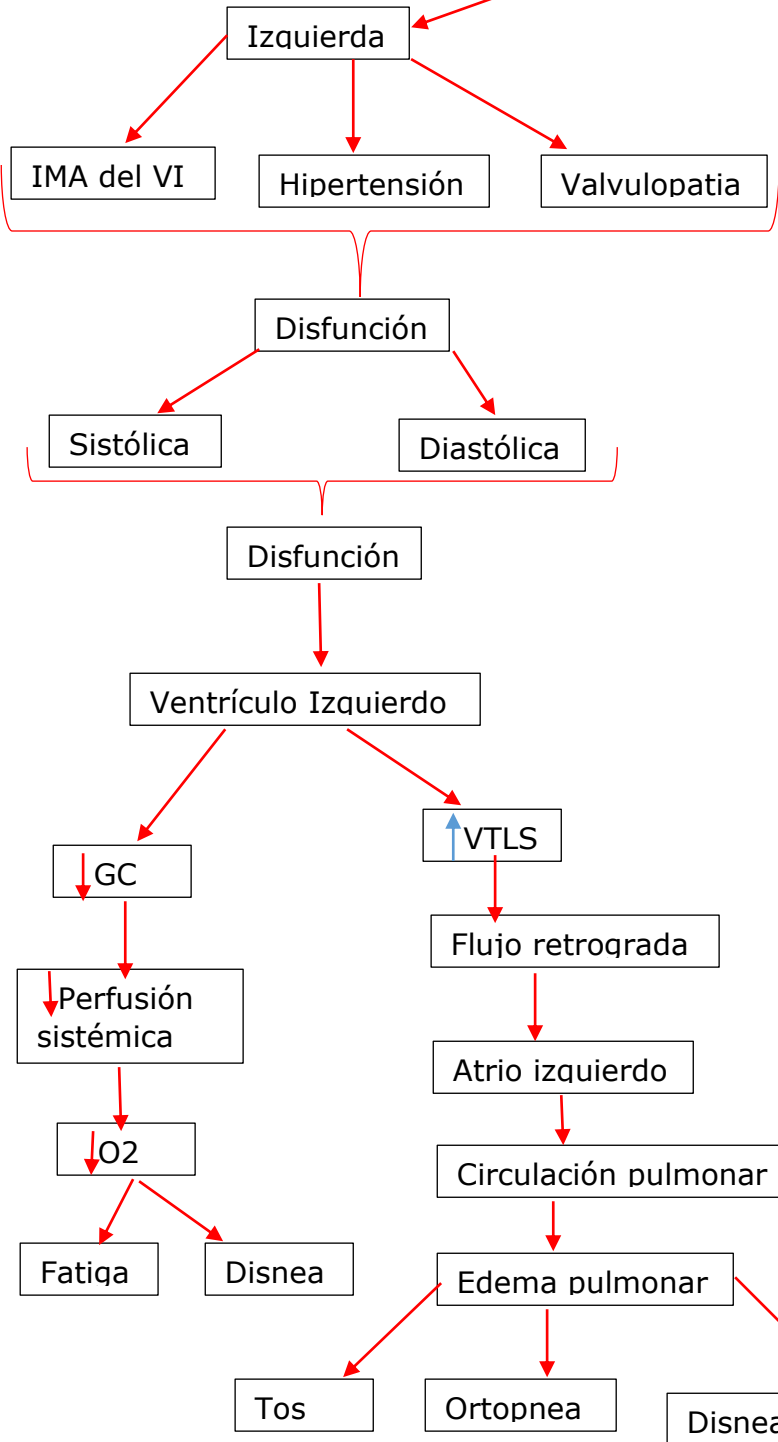 Izquierda
IMA del VI
Hipertensión
Valvulopatia
Disfunción
Sistólica
Diastólica
Disfunción
Ventrículo Izquierdo
VTLS
GC
Flujo retrograda
Perfusión
sistémica
Atrio izquierdo
O2
Circulación pulmonar
Fatiga
Disnea
Edema pulmonar
Tos
Ortopnea
Disnea